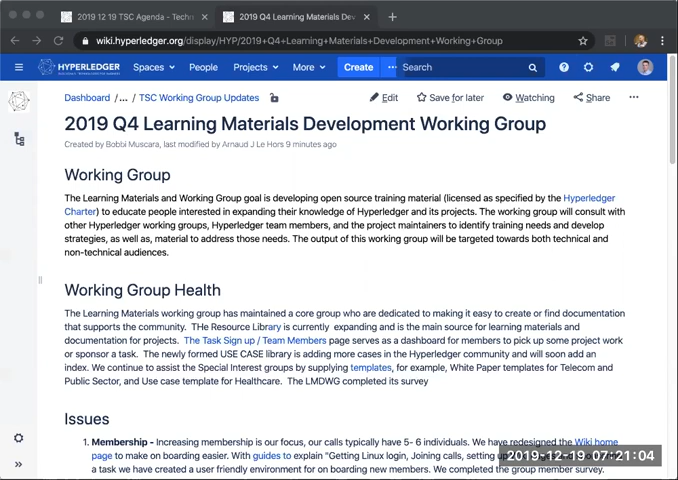 2019 12 19 TSC Agenda - Techn
2019 Q4 Learning Materials Dev
wiki.hyperledger.org/display/HYP/2019+Q4+Learning+Materials+Development+Working+Group
HYPERLEDGER Spaces People Projects More Create Search
Dashboard /... / TSC Working Group Updates Edit Save for later Watching Share
2019 Q4 Learning Materials Development Working Group
Created by Bobbi Muscara, last modified by Arnaud J Le Hors 9 minutes ago
Working Group
The Learning Materials and Working Group goal is developing open source training material (licensed as specified by the Hyperledger
Charter) to educate people interested in expanding their knowledge of Hyperledger and its projects. The working group will consult with
other Hyperledger working groups, Hyperledger team members, and the project maintainers to identify training needs and develop
strategies, as well as, material to address those needs. The output of this working group will be targeted towards both technical and
non-technical audiences.
Working Group Health
The Learning Materials working group has maintained a core group who are dedicated to making it easy to create or find documentation
that supports the community. THe Resource Library is currently expanding and is the main source for learning materials and
documentation for projects. The Task Sign up / Team Members page serves as a dashboard for members to pick up some project work
or sponsor a task. The newly formed USE CASE library is adding more cases in the Hyperledger community and will soon add an
index. We continue to assist the Special Interest groups by supplying templates, for example, White Paper templates for Telecom and
Public Sector, and Use case template for Healthcare. The LMDWG completed its survey
Issues
1. Membership - Increasing membership is our focus, our calls typically have 5- 6 individuals. We have redesigned the Wiki home
page to make on boarding easier. With guides to explain "Getting Linux login, Joining calls, setting up
a task we have created a user friendly environment for on boarding new members. We completed the group member survey.
2019-12-19 07:21:04